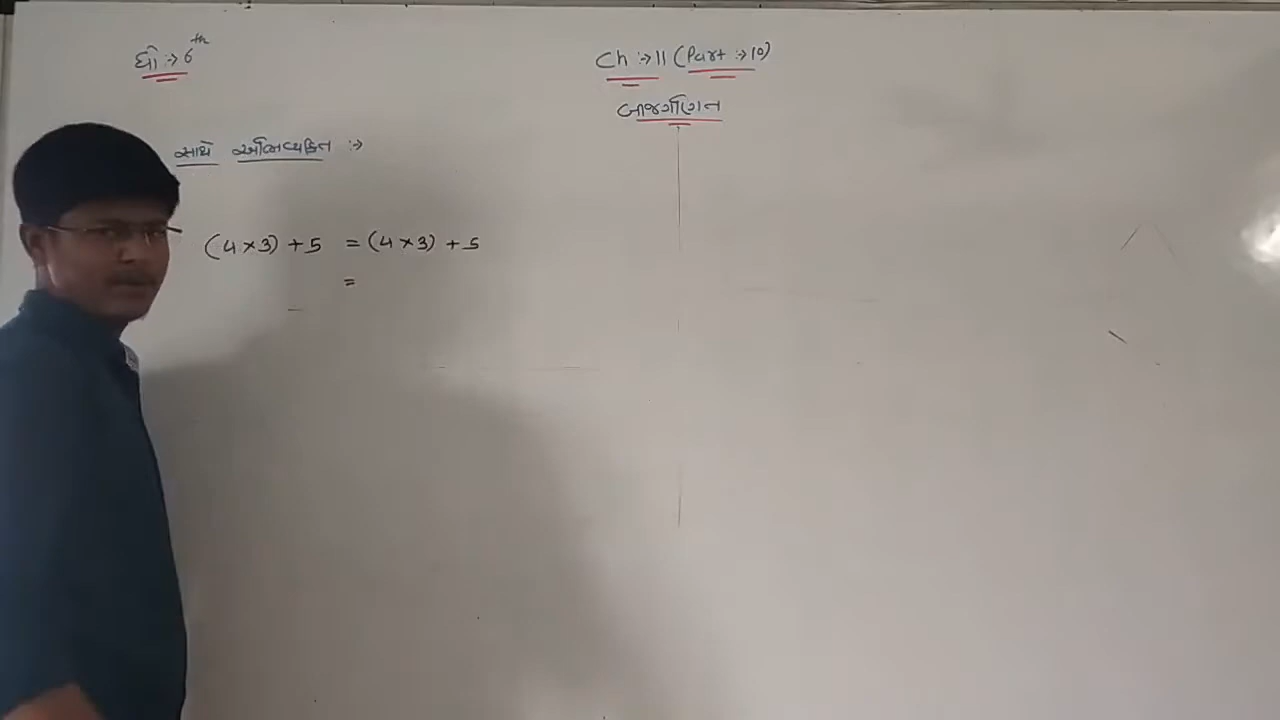 ધો :→ 6th
Ch :→ 11 (Part :→ 10)
બીજગણિત
સાથે અભિવ્યક્તિ :→
(4 × 3) + 5 = (4 × 3) + 5
=